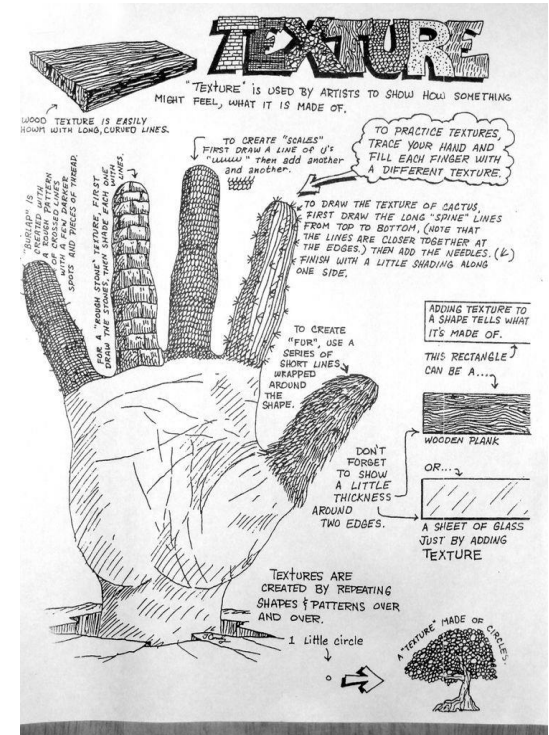 TEXTURE
"TEXTURE" IS USED BY ARTISTS TO SHOW HOW SOMETHING
MIGHT FEEL, WHAT IT IS MADE OF.
WOOD TEXTURE IS EASILY
HOWM WITH LONG, CURVED LINES.
TO CREATE "SCALES"
FIRST DRAW A LINE OF U'S
"uuuuu" then add another
and another.
TO PRACTICE TEXTURES,
TRACE YOUR HAND AND
FILL EACH FINGER WITH
A DIFFERENT TEXTURE.
"BURLAP" IS
CREATED WITH
A ROUGH PATTERN
OF CROSSED LINES
WITH A FEW DARKER
SPOTS AND PIECES OF THREAD.
FOR A "ROUGH STONE" TEXTURE, FIRST
DRAW THE STONES, THEN SHADE EACH ONE
WITH LINES.
TO DRAW THE TEXTURE OF CACTUS,
FIRST DRAW THE LONG "SPINE" LINES
FROM TOP TO BOTTOM, (NOTE THAT
THE LINES ARE CLOSER TOGETHER AT
THE EDGES.) THEN ADD THE NEEDLES.
FINISH WITH A LITTLE SHADING ALONG
ONE SIDE.
TO CREATE
"FUR", USE A
SERIES OF
SHORT LINES
WRAPPED
AROUND
THE
SHAPE.
ADDING TEXTURE TO
A SHAPE TELLS WHAT
IT'S MADE OF.
THIS RECTANGLE
CAN BE A...
WOODEN PLANK
DON'T
FORGET
TO SHOW
A LITTLE
THICKNESS
AROUND
TWO EDGES.
OR...
A SHEET OF GLASS
JUST BY ADDING
TEXTURE
TEXTURES ARE
CREATED BY REPEATING
SHAPES & PATTERNS OVER
AND OVER.
1 Little circle
A "TEXTURE" MADE OF CIRCLES.